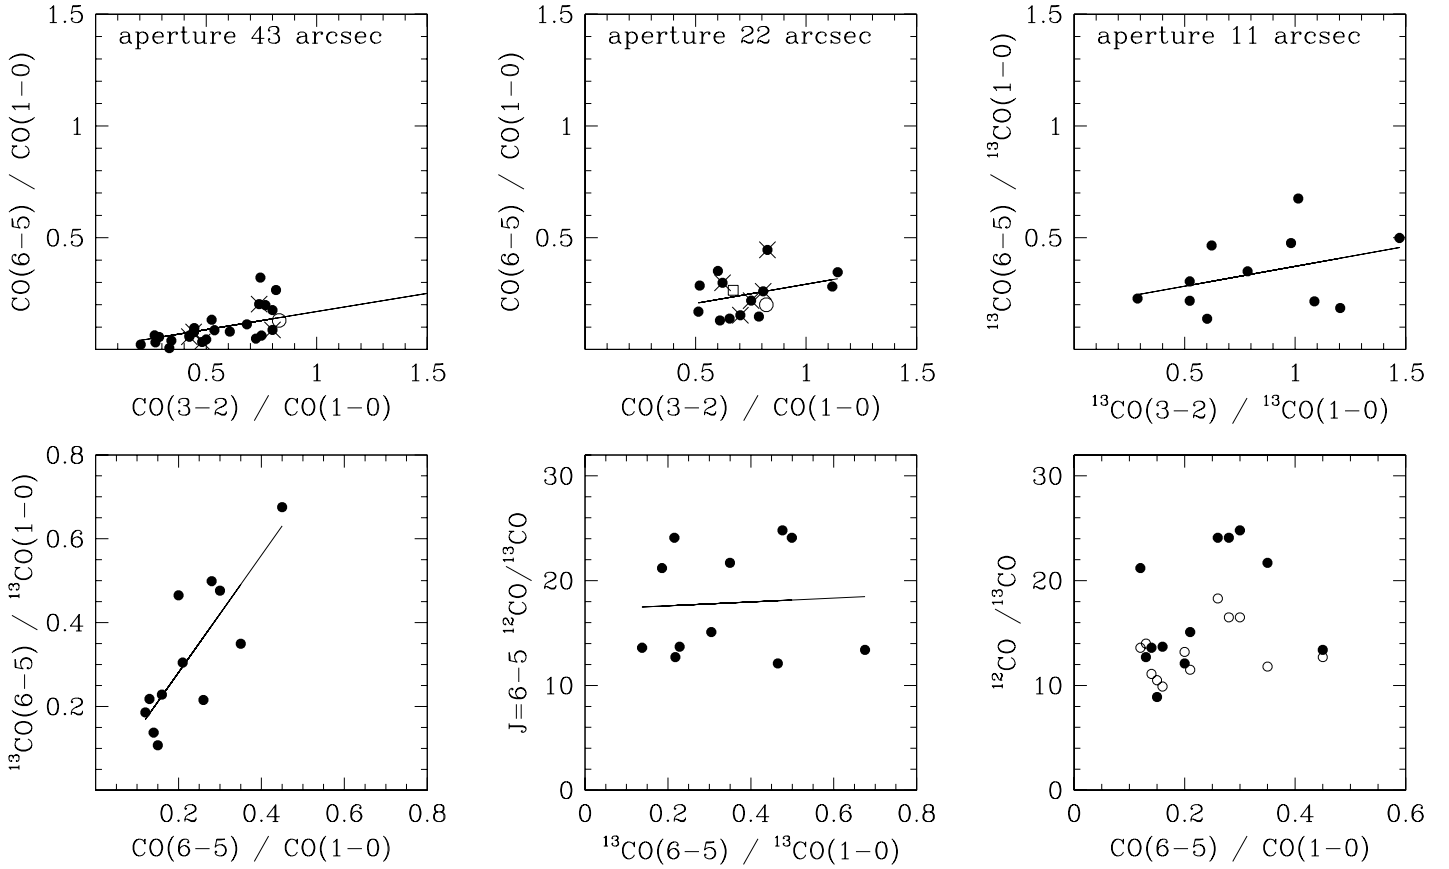 1.5
1
0.5
0.5
1
1.5
aperture 43 arcsec
CO(6−5) / CO(1−0)
CO(3−2) / CO(1−0)
1.5
1
0.5
0.5
1
1.5
aperture 22 arcsec
CO(6−5) / CO(1−0)
CO(3−2) / CO(1−0)
1.5
1
0.5
0.5
1
1.5
aperture 11 arcsec
¹³CO(6−5) / ¹³CO(1−0)
¹³CO(3−2) / ¹³CO(1−0)
0.8
0.6
0.4
0.2
0.2
0.4
0.6
0.8
¹³CO(6−5) / ¹³CO(1−0)
CO(6−5) / CO(1−0)
30
20
10
0
0
0.2
0.4
0.6
0.8
J=6−5 ¹²CO/¹³CO
¹³CO(6−5) / ¹³CO(1−0)
30
20
10
0
0
0.2
0.4
0.6
¹²CO /¹³CO
CO(6−5) / CO(1−0)